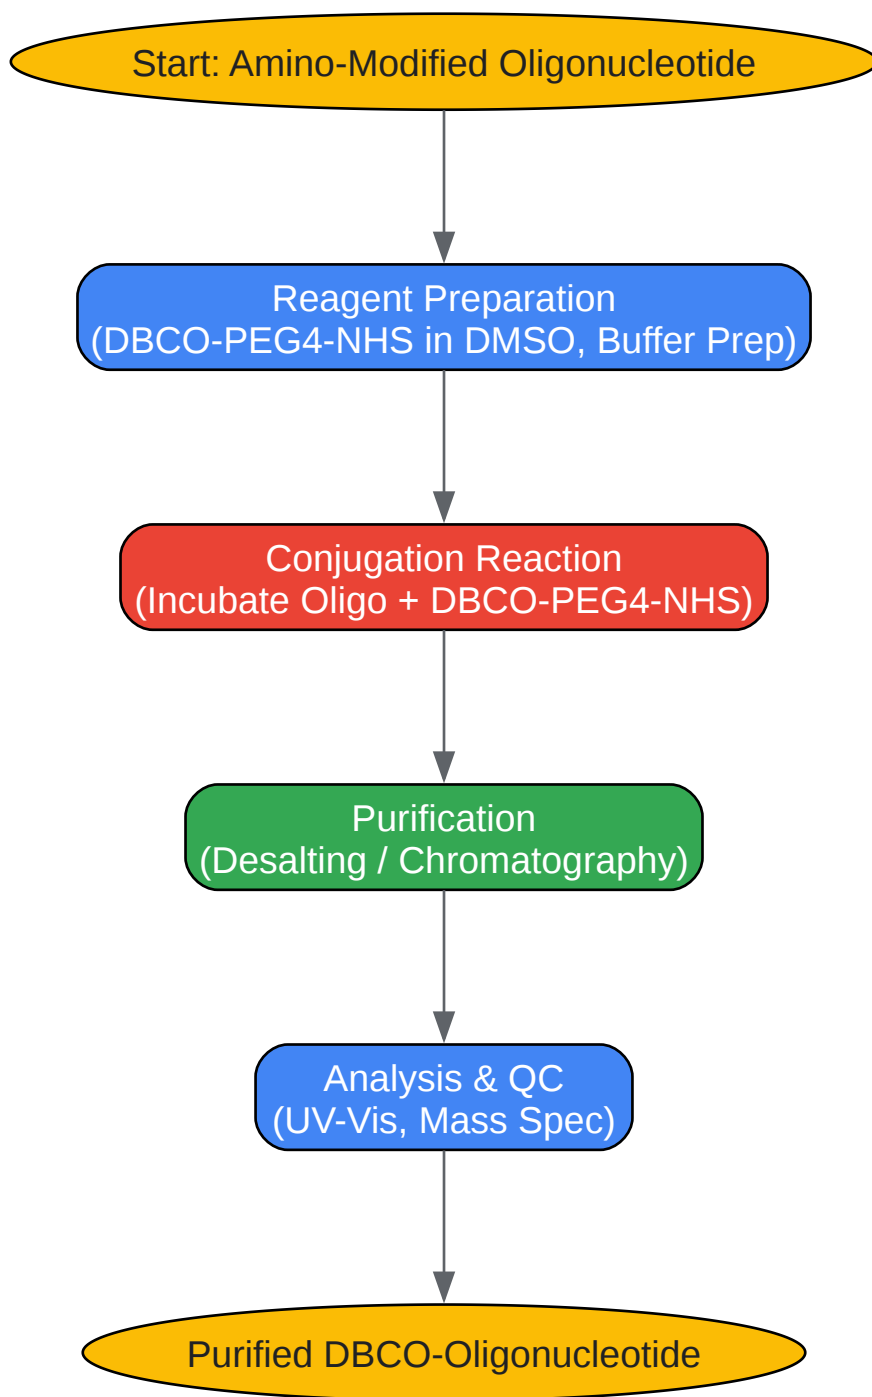 Start: Amino-Modified Oligonucleotide
Reagent Preparation
(DBCO-PEG4-NHS in DMSO, Buffer Prep)
Conjugation Reaction
(Incubate Oligo + DBCO-PEG4-NHS)
Purification
(Desalting / Chromatography)
Analysis & QC
(UV-Vis, Mass Spec)
Purified DBCO-Oligonucleotide